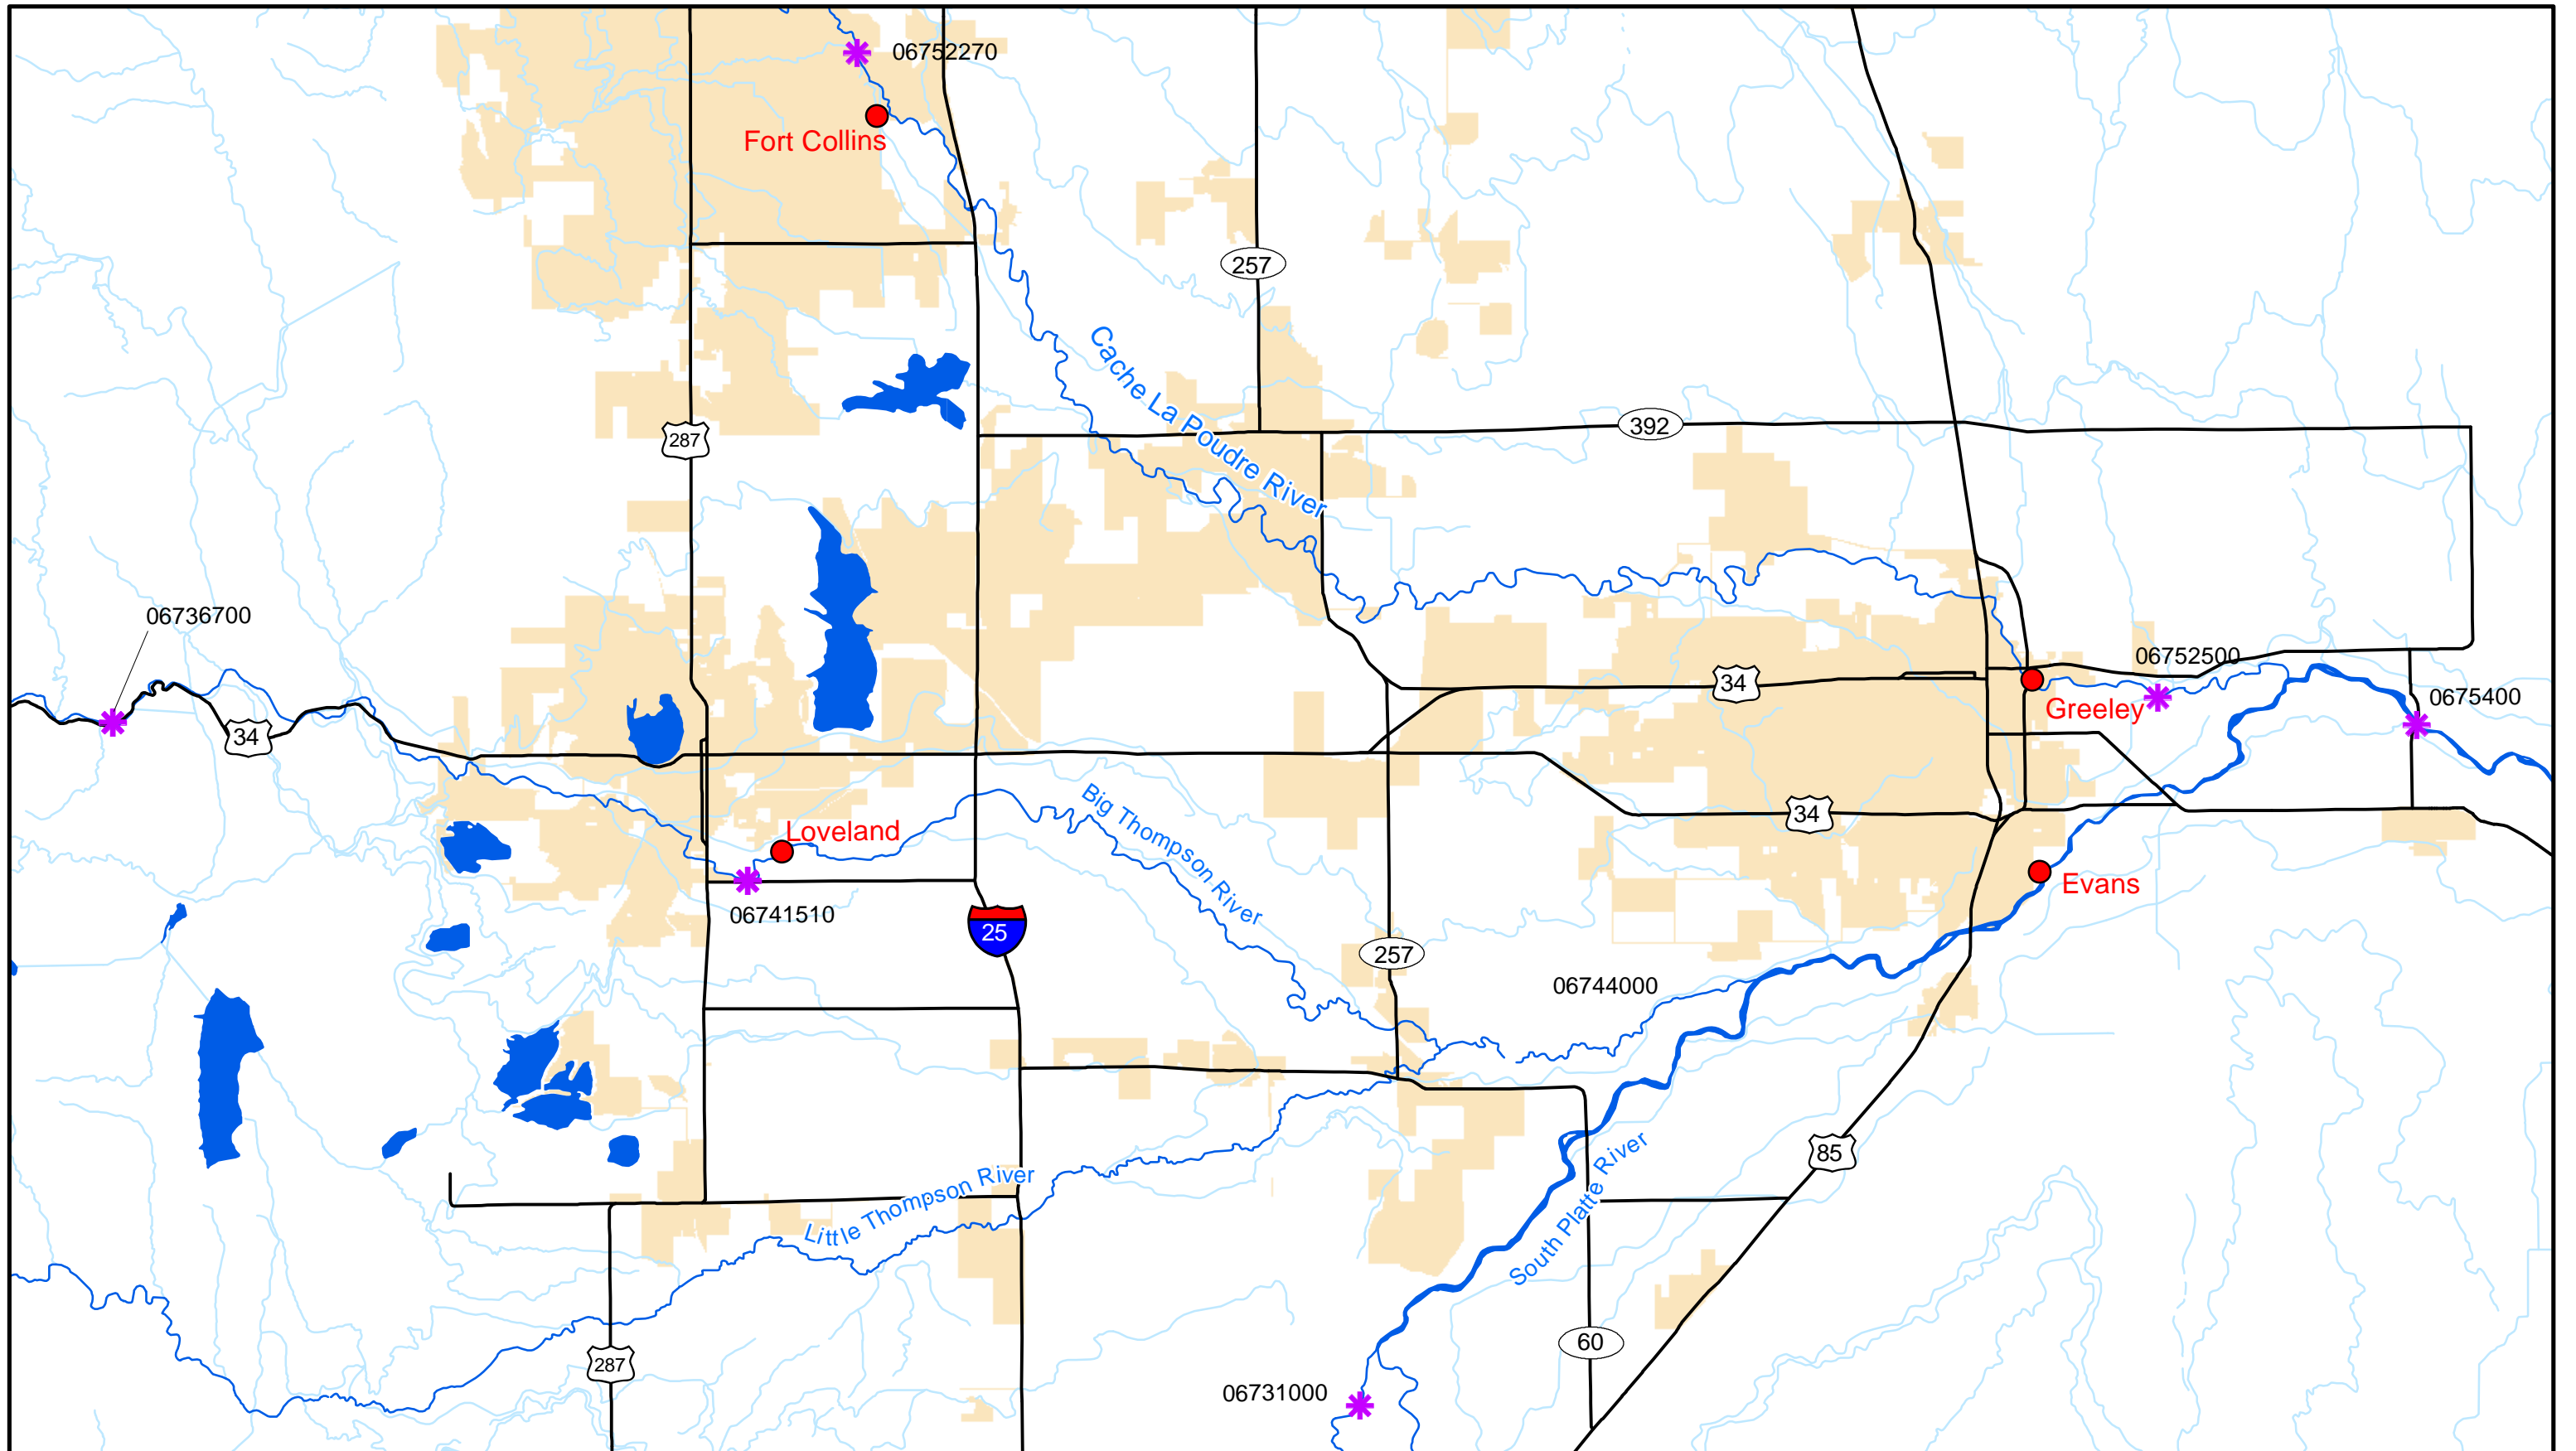 06752270
Fort Collins
257
Cache La Poudre River
392
287
06736700
34
06752500
34
0675400
Greeley
Big Thompson River
34
Loveland
Evans
06741510
25
257
06744000
85
South Platte River
Little Thompson River
60
287
06731000